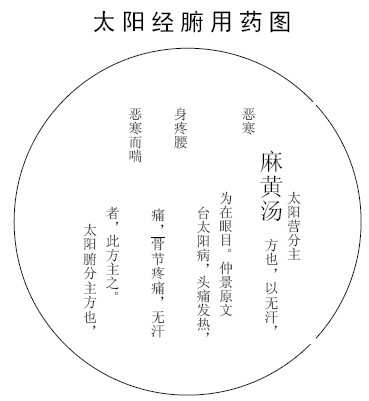 太阳经腑用药图
麻黄汤
太阳营分主
方也，以无汗，
恶寒
为在眼目。仲景原文
台太阳病，头痛发热，
身疼腰
痛，骨节疼痛，无汗
恶寒而喘
者，此方主之。
太阳腑分主方也，